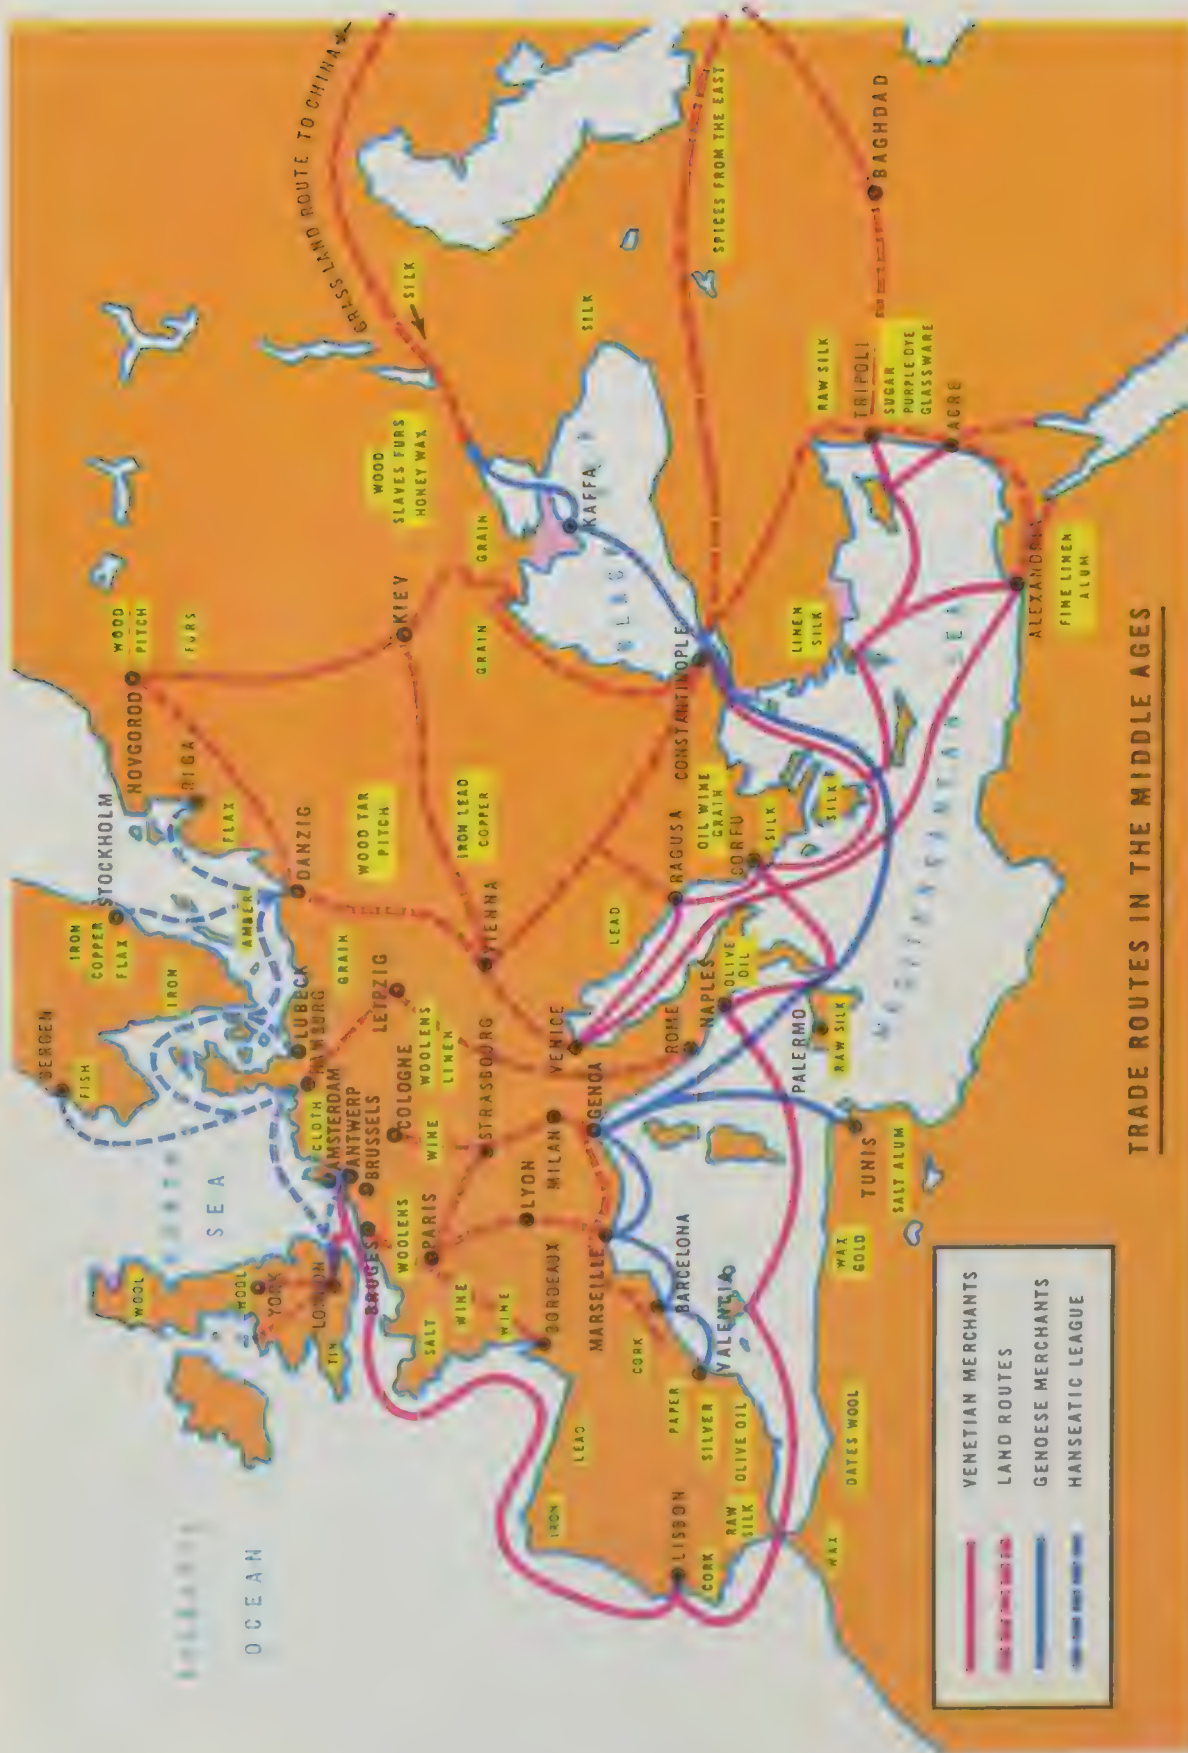 GRASS LAND ROUTE TO CHINA
BERGEN
FISH
IRON
COPPER
FLAX
STOCKHOLM
IRON
NOVGOROD
WOOD
PITCH
FURS
RIGA
FLAX
AMBER
DANZIG
WOOD TAR
PITCH
GRAIN
LUBECK
HAMBURG
LEIPZIG
CLOTH
AMSTERDAM
ANTWERP
BRUSSELS
COLOGNE
WOOLENS
LINEN
WINE
STRASBOURG
NORTH
SEA
WOOL
WOOL
YORK
LONDON
TIN
BRUGES
WOOLENS
PARIS
SALT
WINE
WINE
BORDEAUX
LYON
MILAN
GENOA
VENICE
VIENNA
IRON LEAD
COPPER
KIEV
WOOD
SLAVES FURS
HONEY WAX
GRAIN
GRAIN
SILK
SILK
KAFFA
BLACK
CONSTANTINOPLE
SPICES FROM THE EAST
BAGHDAD
RAW SILK
TRIPOLI
SUGAR
PURPLE DYE
GLASSWARE
ACRE
LINEN
SILK
ALEXANDRIA
FINE LINEN
ALUM
LEAD
RAGUSA
OIL WINE
GRAIN
CORFU
SILK
SILK
ROME
NAPLES
OLIVE
OIL
PALERMO
RAW SILK
MEDITERRANEAN SEA
TUNIS
SALT ALUM
WAX
GOLD
MARSEILLE
BARCELONA
VALENCIA
CORK
PAPER
SILVER
OLIVE OIL
LEAD
IRON
LISBON
CORK
RAW
SILK
DATES WOOL
WAX
OCEAN
VENETIAN MERCHANTS
LAND ROUTES
GENOESE MERCHANTS
HANSEATIC LEAGUE
TRADE ROUTES IN THE MIDDLE AGES